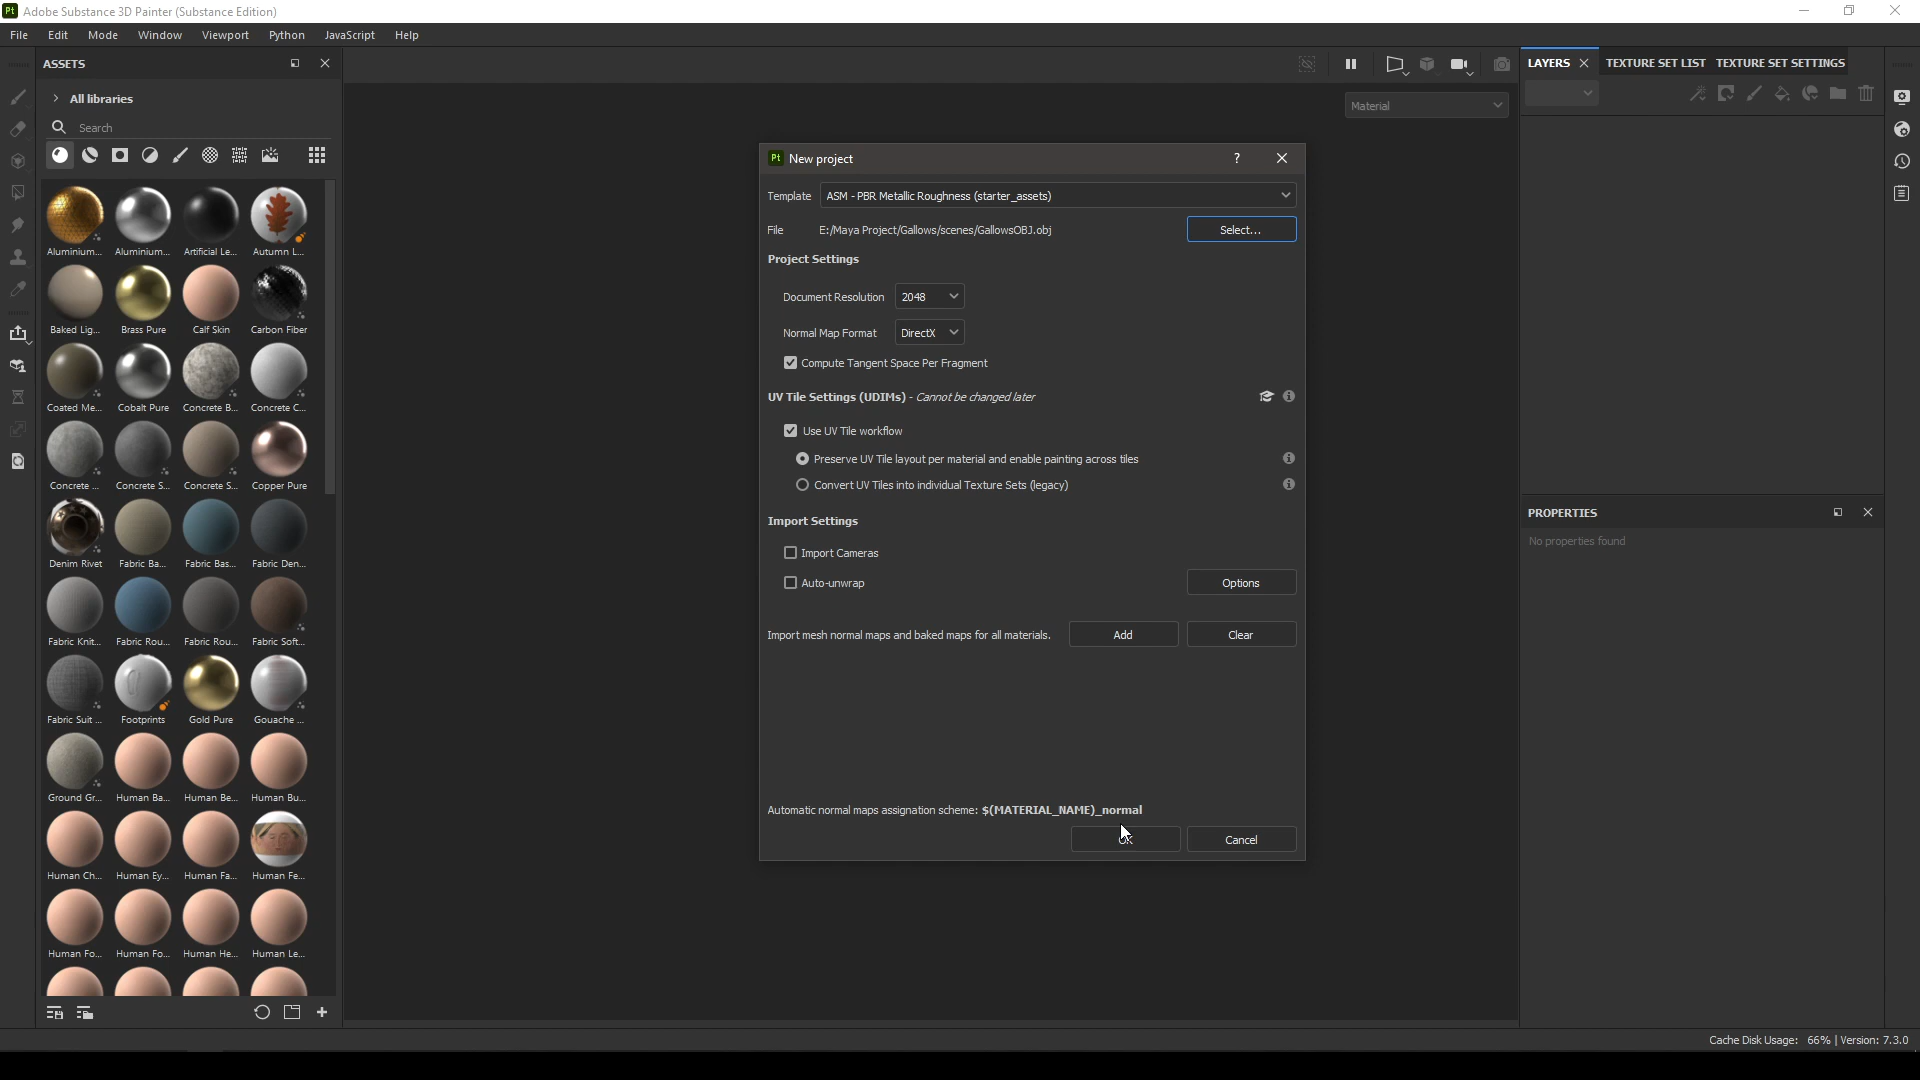 Pt Adobe Substance 3D Painter (Substance Edition)
File Edit Mode Window Viewport Python JavaScript Help
ASSETS
All libraries
Search
Aluminium... Aluminium... Artificial Le... Autumn L...
Baked Lig... Brass Pure Calf Skin Carbon Fiber
Coated Me... Cobalt Pure Concrete B... Concrete C...
Concrete ... Concrete S... Concrete S... Copper Pure
Denim Rivet Fabric Ba... Fabric Bas... Fabric Den...
Fabric Knit... Fabric Rou... Fabric Rou... Fabric Soft...
Fabric Suit ... Footprints Gold Pure Gouache ...
Ground Gr... Human Ba... Human Be... Human Bu...
Human Ch... Human Ey... Human Fa... Human Fe...
Human Fo... Human Fo... Human He... Human Le...
Material
Pt New project ?
Template ASM - PBR Metallic Roughness (starter_assets)
File E:/Maya Project/Gallows/scenes/GallowsOBJ.obj Select...
Project Settings
Document Resolution 2048
Normal Map Format DirectX
Compute Tangent Space Per Fragment
UV Tile Settings (UDIMs) - Cannot be changed later
Use UV Tile workflow
Preserve UV Tile layout per material and enable painting across tiles
Convert UV Tiles into individual Texture Sets (legacy)
Import Settings
Import Cameras
Auto-unwrap Options
Import mesh normal maps and baked maps for all materials. Add Clear
Automatic normal maps assignation scheme: $(MATERIAL_NAME)_normal
OK Cancel
LAYERS TEXTURE SET LIST TEXTURE SET SETTINGS
PROPERTIES
No properties found
Cache Disk Usage: 66% | Version: 7.3.0